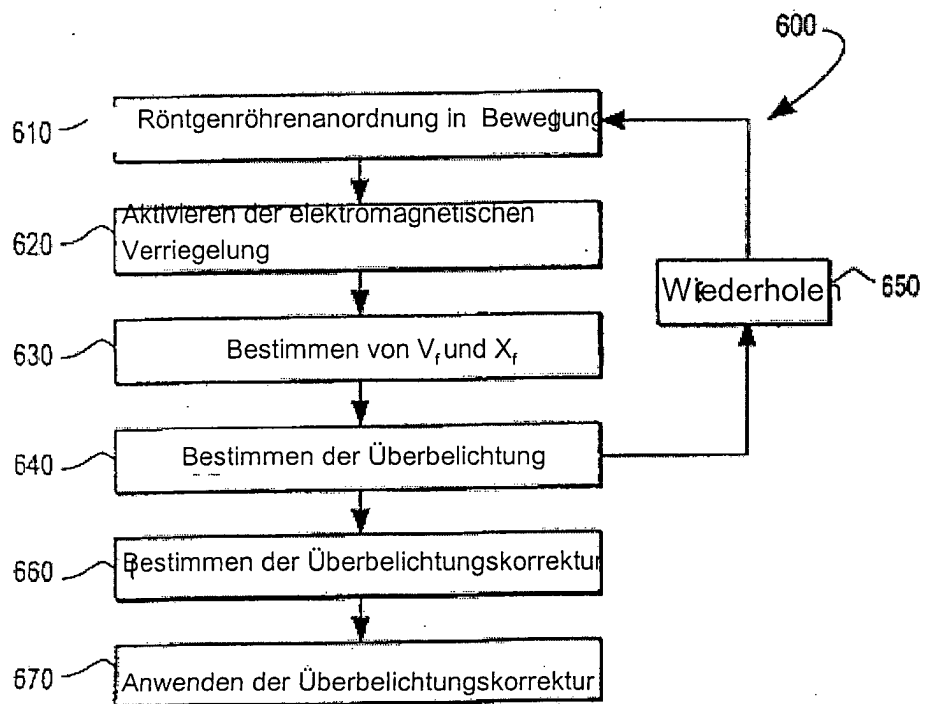 600
610
Röntgenröhrenanordnung in Bewegung
620
Aktivieren der elektromagnetischen
Verriegelung
Wiederholen
650
630
Bestimmen von Vf und Xf
640
Bestimmen der Überbelichtung
660
Bestimmen der Überbelichtungskorrektur
670
Anwenden der Überbelichtungskorrektur